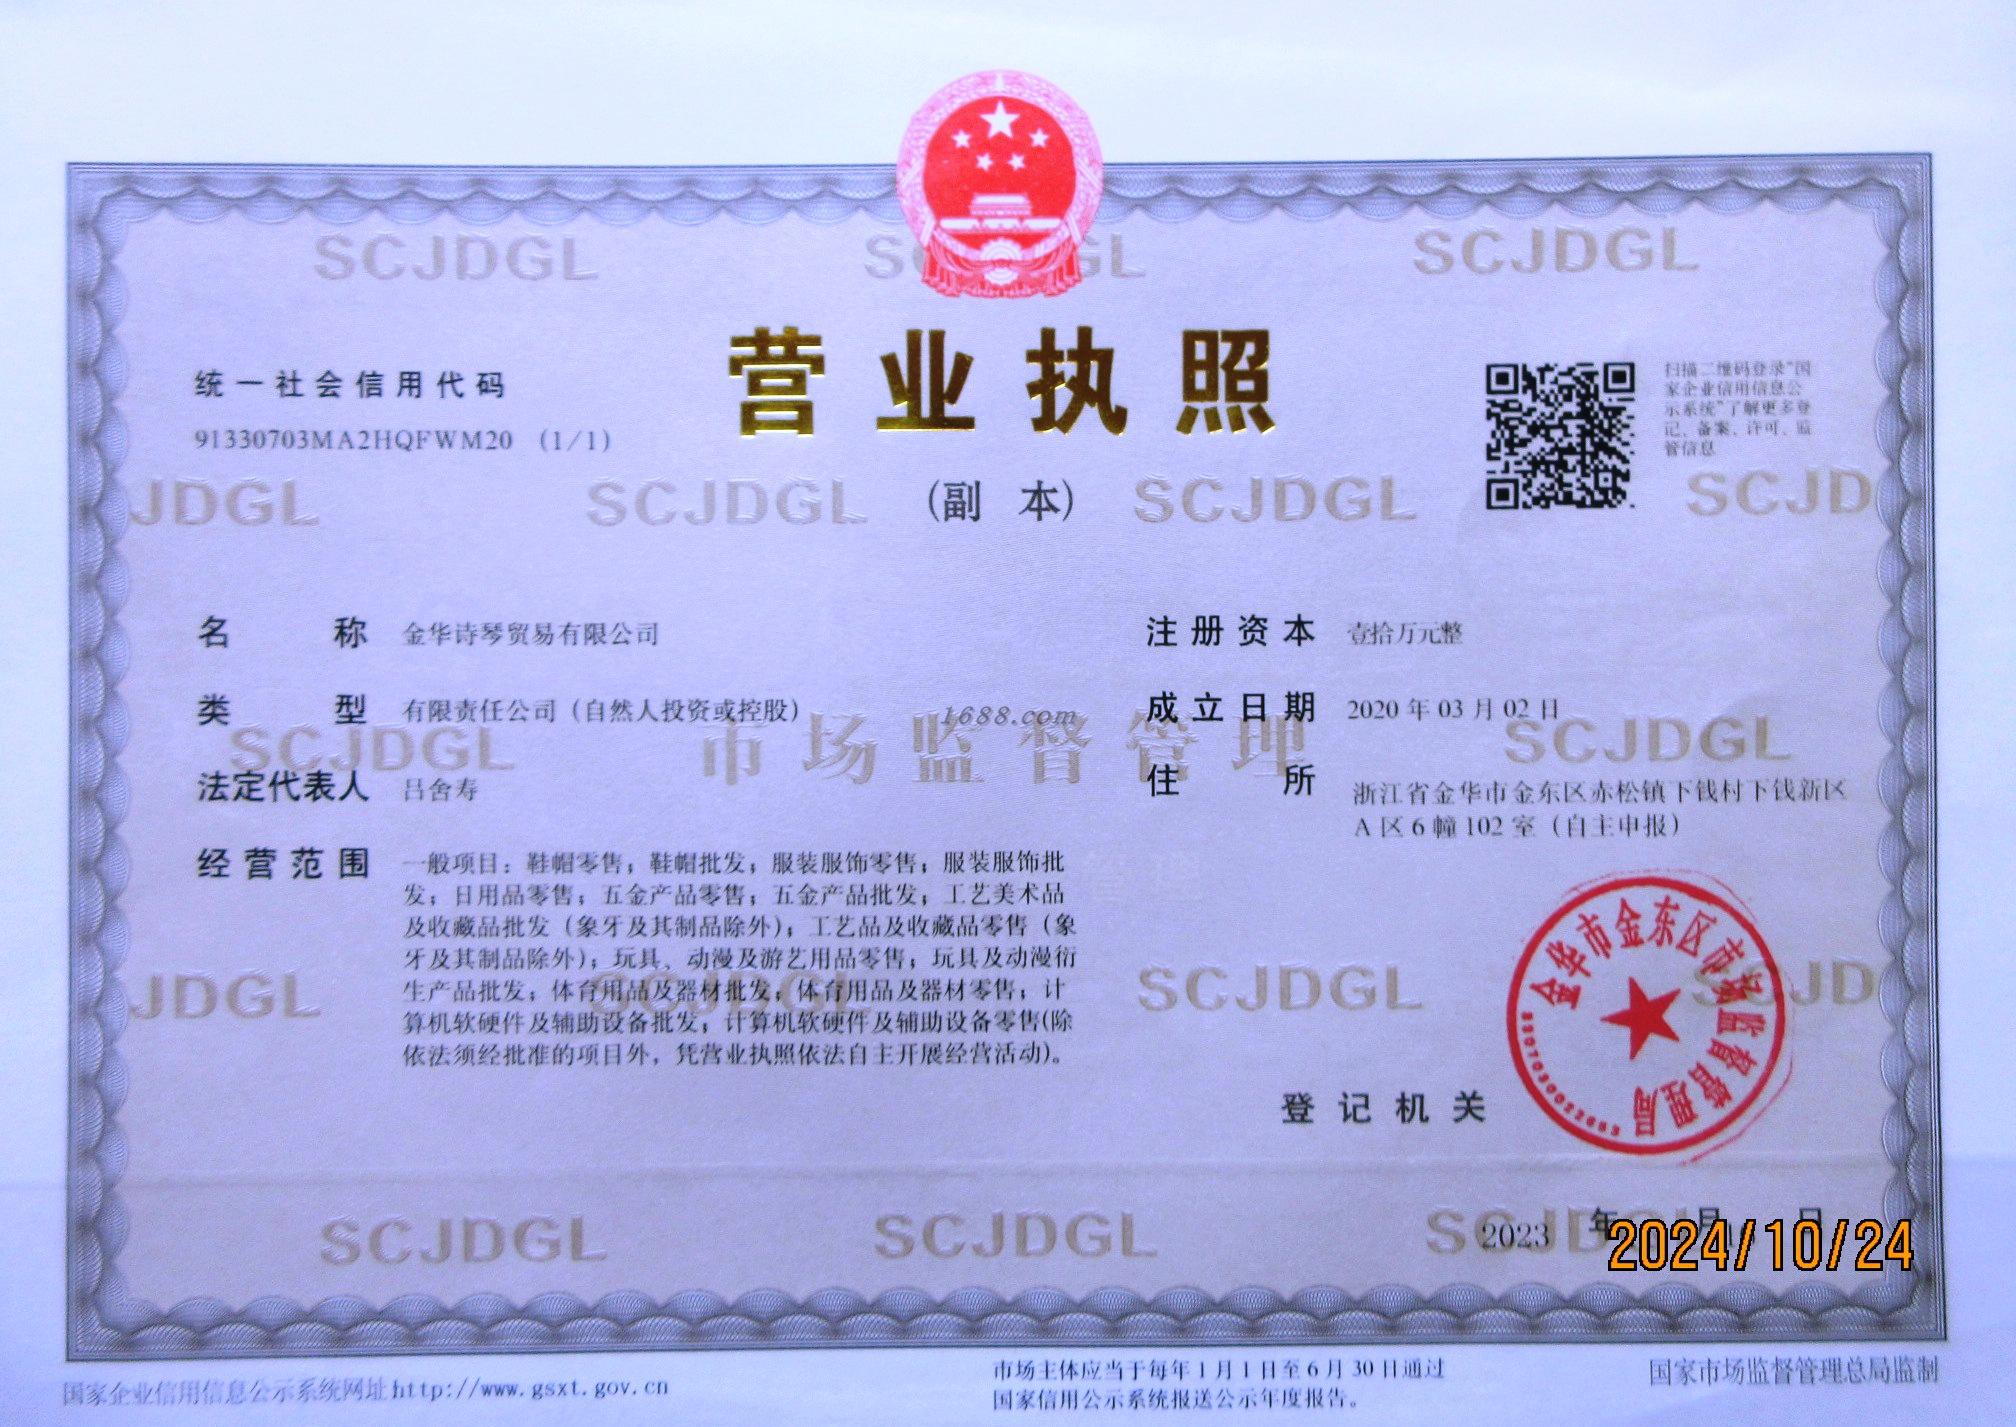 营业执照
(副 本)
统一社会信用代码
91330703MA2HQFWM20 (1/1)
扫描二维码登录"国
家企业信用信息公
示系统"了解更多登
记、备案、许可、监
管信息
名 称 金华诗琴贸易有限公司
类 型 有限责任公司（自然人投资或控股）
法定代表人 吕舍寿
经营范围 一般项目：鞋帽零售；鞋帽批发；服装服饰零售；服装服饰批
发；日用品零售；五金产品零售；五金产品批发；工艺美术品
及收藏品批发（象牙及其制品除外）；工艺品及收藏品零售（象
牙及其制品除外）；玩具、动漫及游艺用品零售；玩具及动漫衍
生产品批发；体育用品及器材批发；体育用品及器材零售；计
算机软硬件及辅助设备批发；计算机软硬件及辅助设备零售(除
依法须经批准的项目外，凭营业执照依法自主开展经营活动)。
注册资本 壹拾万元整
成立日期 2020 年 03 月 02 日
住 所 浙江省金华市金东区赤松镇下钱村下钱新区
A 区 6 幢 102 室（自主申报）
1688.com
市场监督管理
SCJDGL
登记机关
金华市金东区市场监督管理局
2023 年 月 日
2024/10/24
国家企业信用信息公示系统网址http://www.gsxt.gov.cn
市场主体应当于每年 1 月 1 日至 6 月 30 日通过
国家信用公示系统报送公示年度报告。
国家市场监督管理总局监制